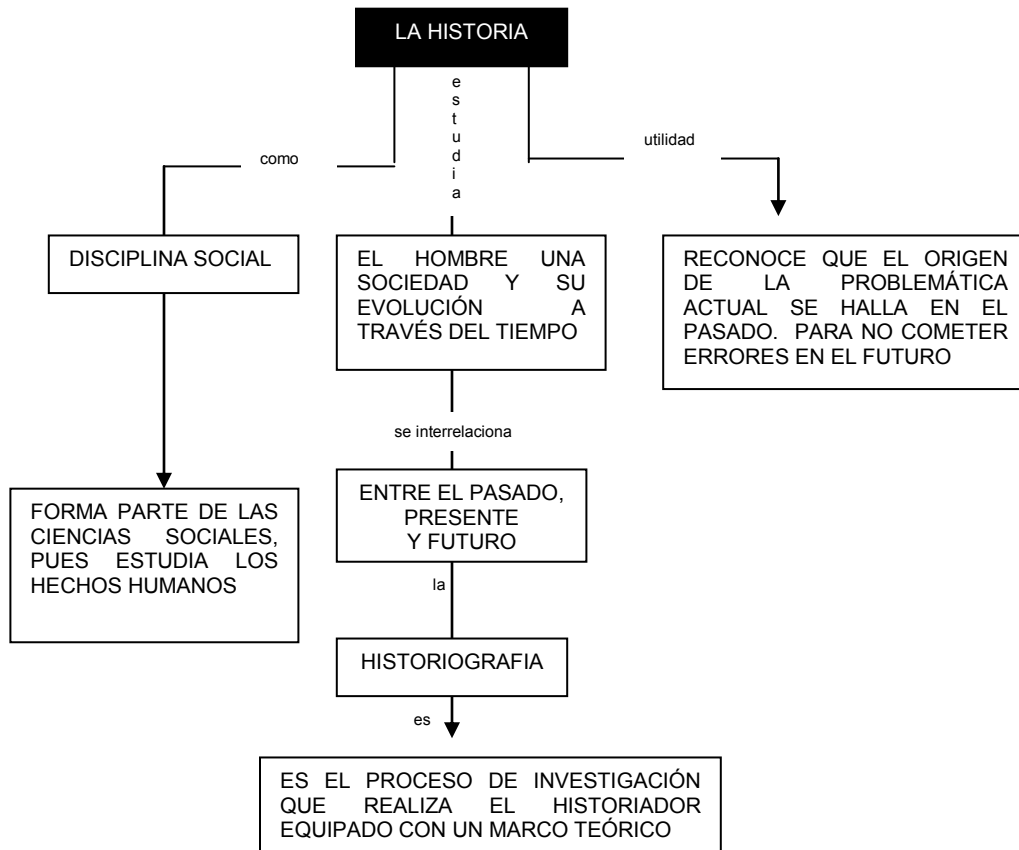 LA HISTORIA
estudia
como
utilidad
DISCIPLINA SOCIAL
EL HOMBRE UNA
SOCIEDAD Y SU
EVOLUCIÓN A
TRAVÉS DEL TIEMPO
RECONOCE QUE EL ORIGEN
DE LA PROBLEMÁTICA
ACTUAL SE HALLA EN EL
PASADO. PARA NO COMETER
ERRORES EN EL FUTURO
se interrelaciona
FORMA PARTE DE LAS
CIENCIAS SOCIALES,
PUES ESTUDIA LOS
HECHOS HUMANOS
ENTRE EL PASADO,
PRESENTE
Y FUTURO
la
HISTORIOGRAFIA
es
ES EL PROCESO DE INVESTIGACIÓN
QUE REALIZA EL HISTORIADOR
EQUIPADO CON UN MARCO TEÓRICO